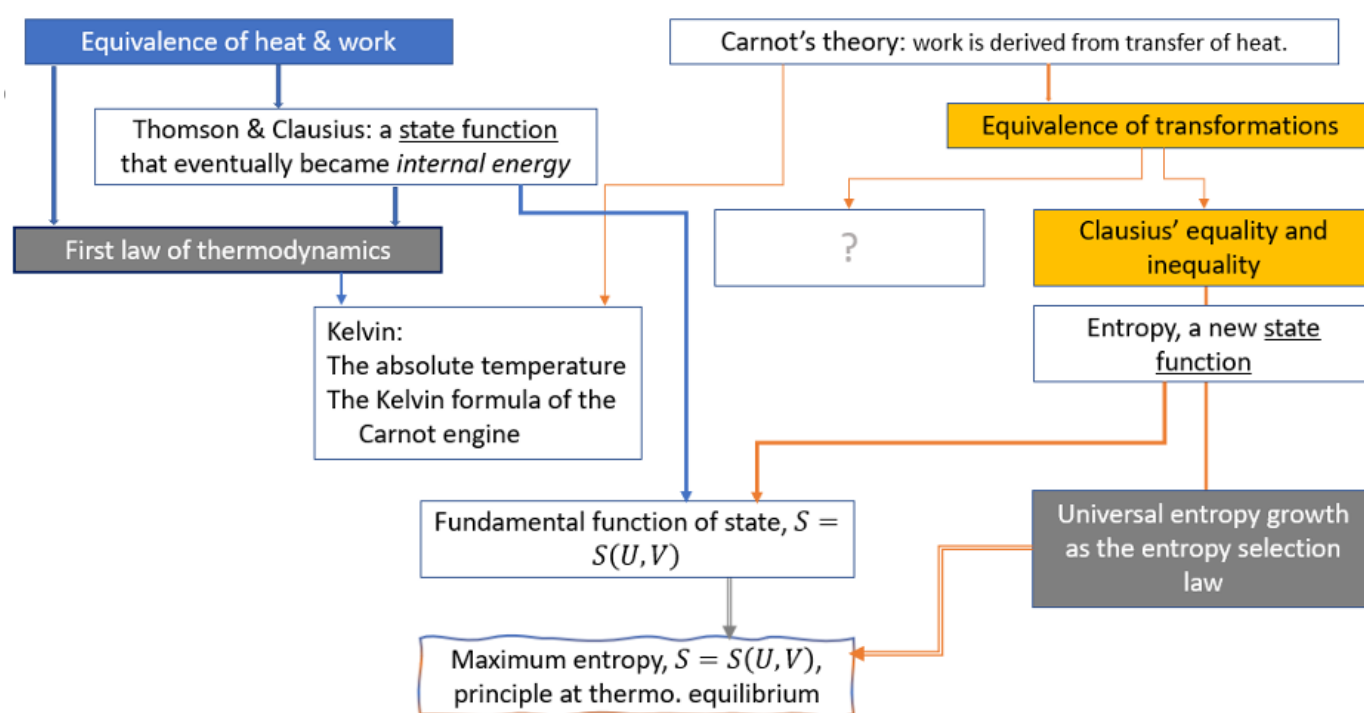 Equivalence of heat & work
Carnot’s theory: work is derived from transfer of heat.
Thomson & Clausius: a state function
that eventually became internal energy
Equivalence of transformations
First law of thermodynamics
?
Clausius’ equality and
inequality
Kelvin:
The absolute temperature
The Kelvin formula of the
Carnot engine
Entropy, a new state
function
Fundamental function of state, S =
S(U,V)
Universal entropy growth
as the entropy selection
law
Maximum entropy, S = S(U,V),
principle at thermo. equilibrium